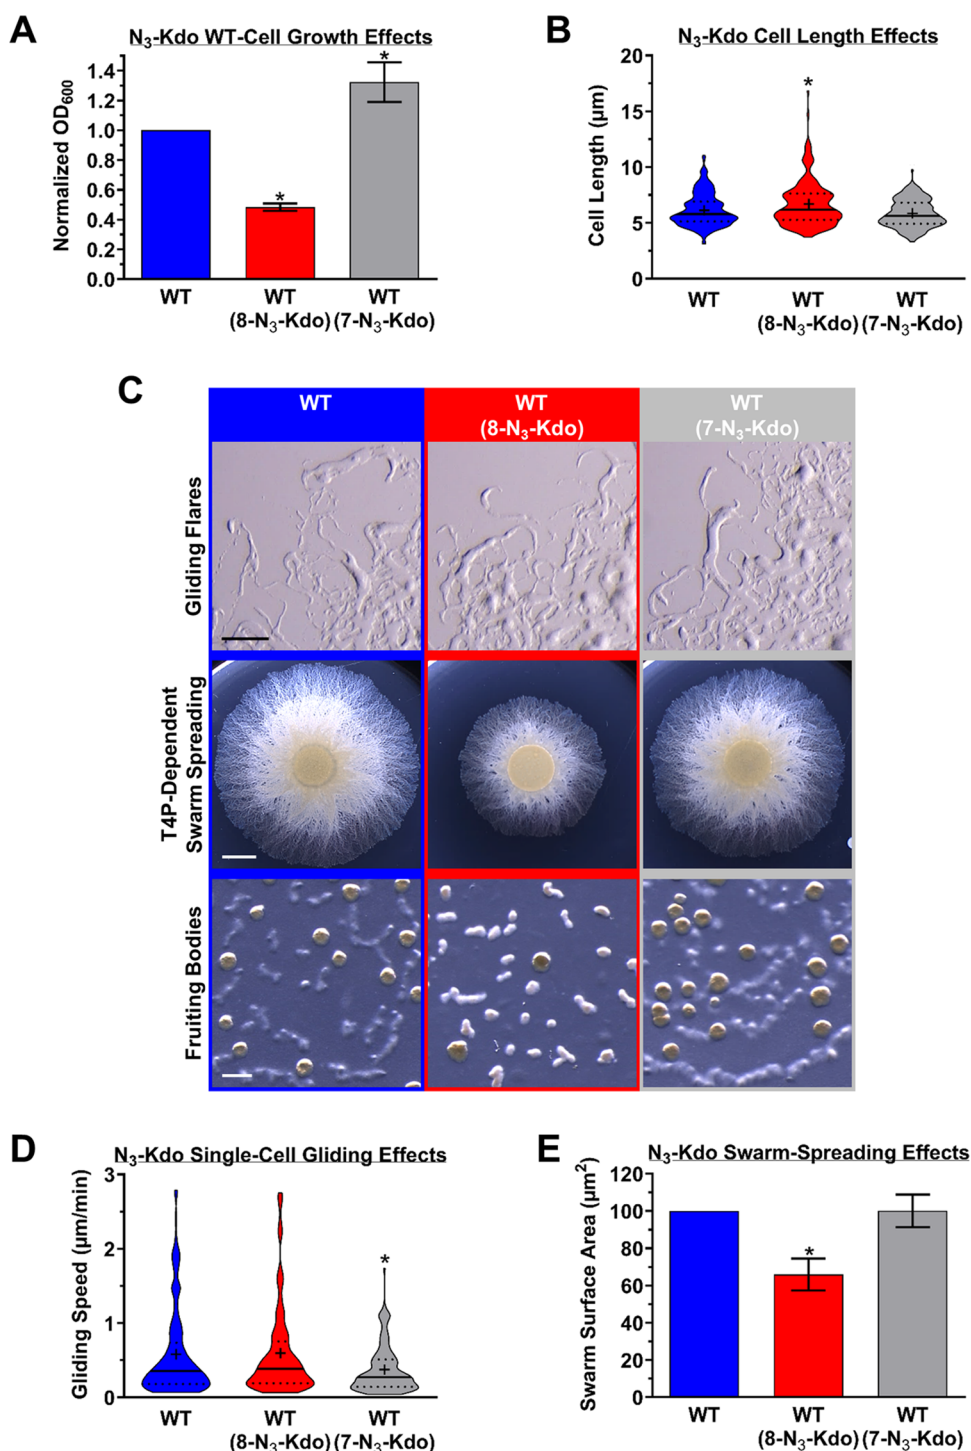 A
N₃-Kdo WT-Cell Growth Effects
Normalized OD₆₀₀
1.4
1.2
1.0
0.8
0.6
0.4
0.2
0.0
*
*
WT
WT
(8-N₃-Kdo)
WT
(7-N₃-Kdo)
B
N₃-Kdo Cell Length Effects
Cell Length (µm)
20
15
10
5
0
*
WT
WT
(8-N₃-Kdo)
WT
(7-N₃-Kdo)
C
WT
WT
(8-N₃-Kdo)
WT
(7-N₃-Kdo)
Gliding Flares
T4P-Dependent
Swarm Spreading
Fruiting Bodies
D
N₃-Kdo Single-Cell Gliding Effects
Gliding Speed (µm/min)
3
2
1
0
*
WT
WT
(8-N₃-Kdo)
WT
(7-N₃-Kdo)
E
N₃-Kdo Swarm-Spreading Effects
Swarm Surface Area (µm²)
120
100
80
60
40
20
0
*
WT
WT
(8-N₃-Kdo)
WT
(7-N₃-Kdo)